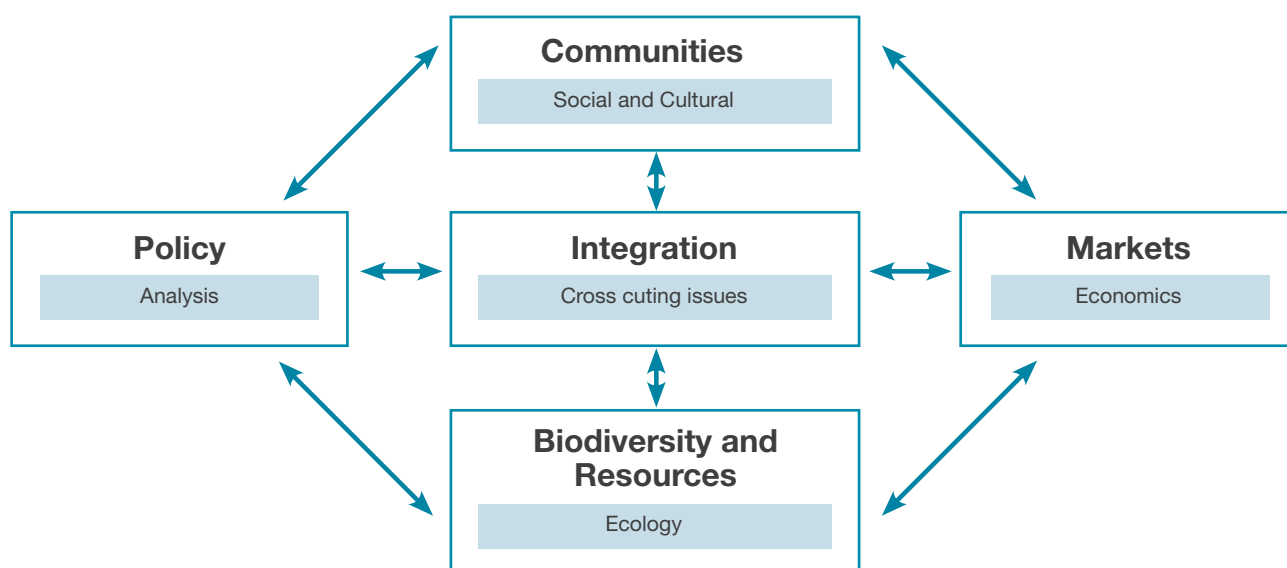 Communities
Social and Cultural
Policy
Analysis
Integration
Cross cuting issues
Markets
Economics
Biodiversity and
Resources
Ecology